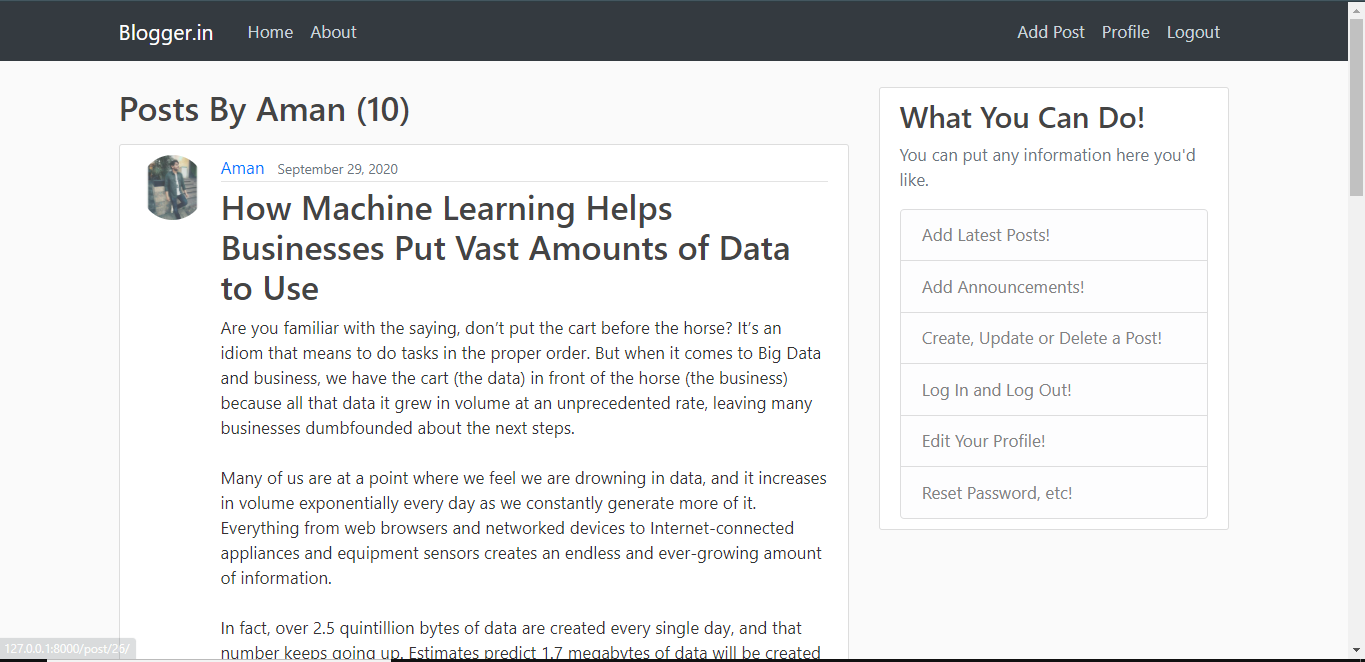 Blogger.in Home About Add Post Profile Logout
Posts By Aman (10)
Aman September 29, 2020
How Machine Learning Helps
Businesses Put Vast Amounts of Data
to Use
Are you familiar with the saying, don’t put the cart before the horse? It’s an
idiom that means to do tasks in the proper order. But when it comes to Big Data
and business, we have the cart (the data) in front of the horse (the business)
because all that data it grew in volume at an unprecedented rate, leaving many
businesses dumbfounded about the next steps.
Many of us are at a point where we feel we are drowning in data, and it increases
in volume exponentially every day as we constantly generate more of it.
Everything from web browsers and networked devices to Internet-connected
appliances and equipment sensors creates an endless and ever-growing amount
of information.
In fact, over 2.5 quintillion bytes of data are created every single day, and that
number keeps going up. Estimates predict 1.7 megabytes of data will be created
What You Can Do!
You can put any information here you'd
like.
Add Latest Posts!
Add Announcements!
Create, Update or Delete a Post!
Log In and Log Out!
Edit Your Profile!
Reset Password, etc!
127.0.0.1:8000/post/26/